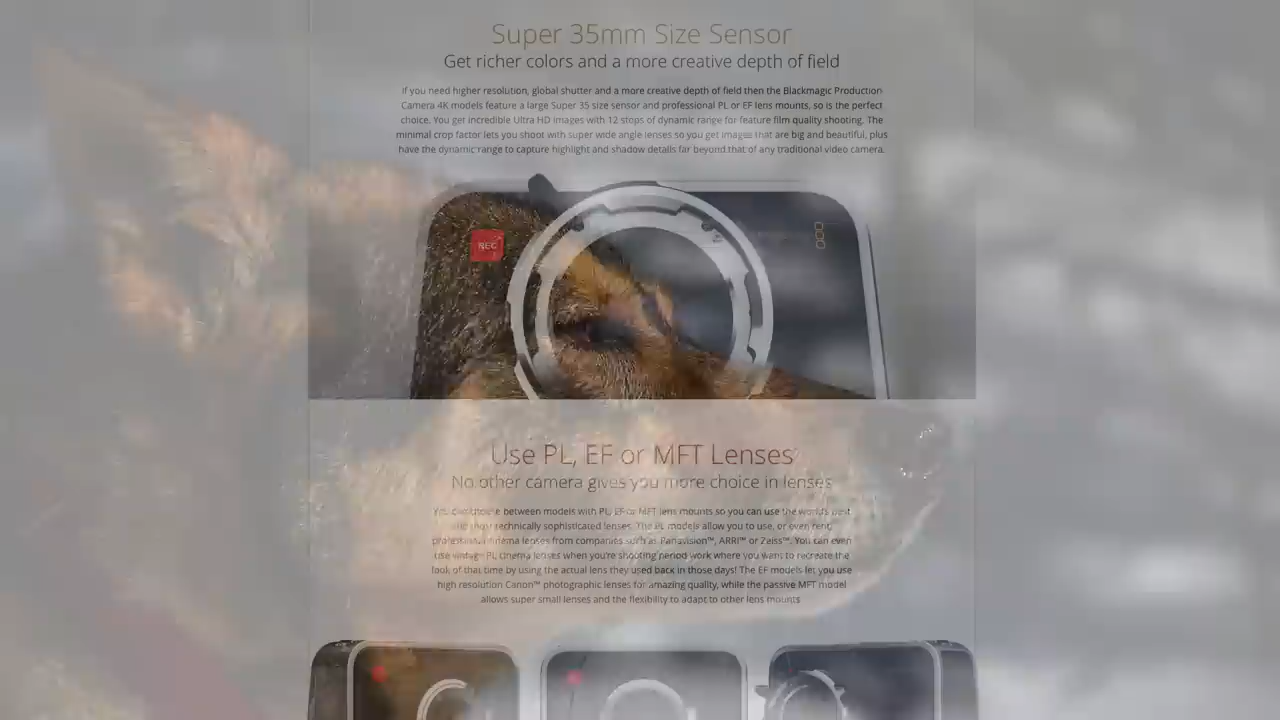 Super 35mm Size Sensor
Get richer colors and a more creative depth of field
If you need higher resolution, global shutter and a more creative depth of field then the Blackmagic Production
Camera 4K models feature a large Super 35 size sensor and professional PL or EF lens mounts, so is the perfect
choice. You get incredible Ultra HD images with 12 stops of dynamic range for feature film quality shooting. The
minimal crop factor lets you shoot with super wide angle lenses so you get images that are big and beautiful, plus
have the dynamic range to capture highlight and shadow details far beyond that of any traditional video camera.
REC
Use PL, EF or MFT Lenses
No other camera gives you more choice in lenses
You can choose between models with PL, EF or MFT lens mounts so you can use the world's best
and most technically sophisticated lenses. The PL models allow you to use, or even rent,
professional cinema lenses from companies such as Panavision™, ARRI™ or Zeiss™. You can even
use vintage PL cinema lenses when you're shooting period work where you want to recreate the
look of that time by using the actual lens they used back in those days! The EF models let you use
high resolution Canon™ photographic lenses for amazing quality, while the passive MFT model
allows super small lenses and the flexibility to adapt to other lens mounts